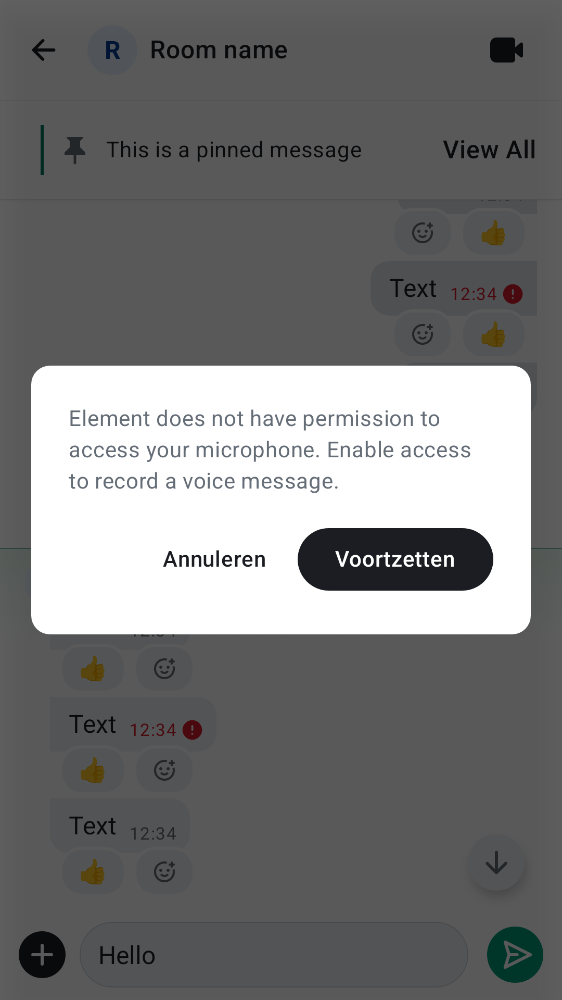 R Room name
This is a pinned message View All
Text 12:34
Element does not have permission to
access your microphone. Enable access
to record a voice message.
Annuleren Voortzetten
Text 12:34
Text 12:34
Hello